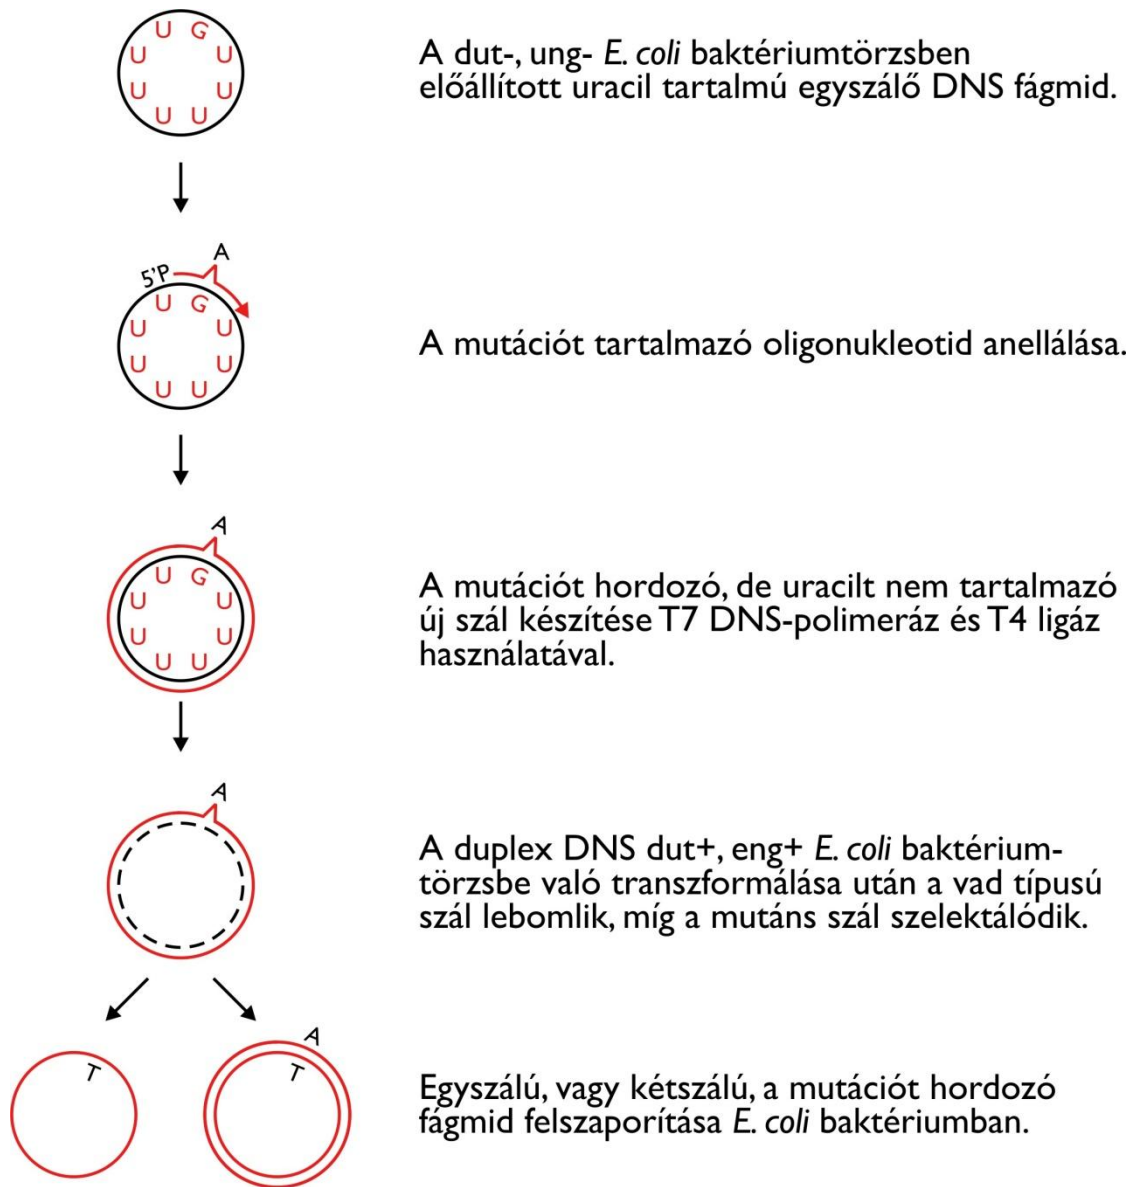 U G
U U
U U
U U
A dut-, ung- E. coli baktériumtörzsben
előállított uracil tartalmú egyszálő DNS fágmid.
A
5'P
U G
U U
U U
U U
A mutációt tartalmazó oligonukleotid anellálása.
A
U G
U U
U U
U U
A mutációt hordozó, de uracilt nem tartalmazó
új szál készítése T7 DNS-polimeráz és T4 ligáz
használatával.
A
A duplex DNS dut+, eng+ E. coli baktérium-
törzsbe való transzformálása után a vad típusú
szál lebomlik, míg a mutáns szál szelektálódik.
A
T T
Egyszálú, vagy kétszálú, a mutációt hordozó
fágmid felszaporítása E. coli baktériumban.